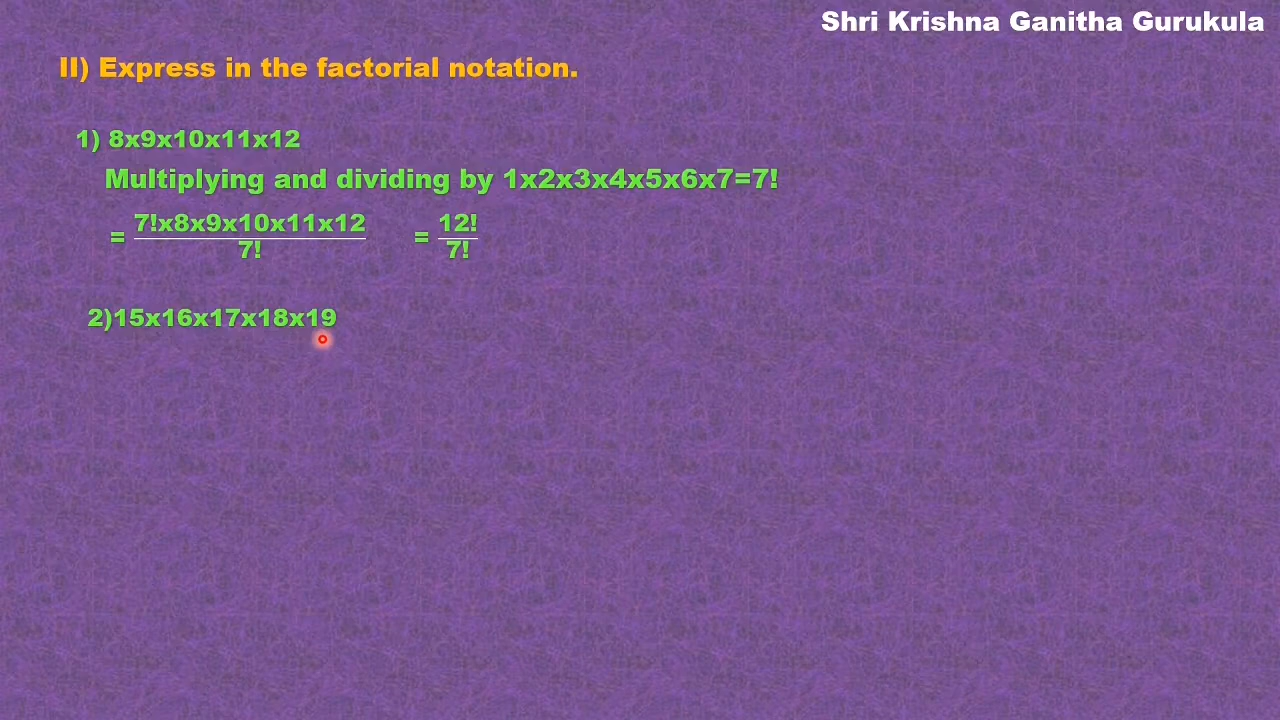 Shri Krishna Ganitha Gurukula
II) Express in the factorial notation.
1) 8x9x10x11x12
Multiplying and dividing by 1x2x3x4x5x6x7=7!
= 7!x8x9x10x11x12 / 7! = 12! / 7!
2)15x16x17x18x19